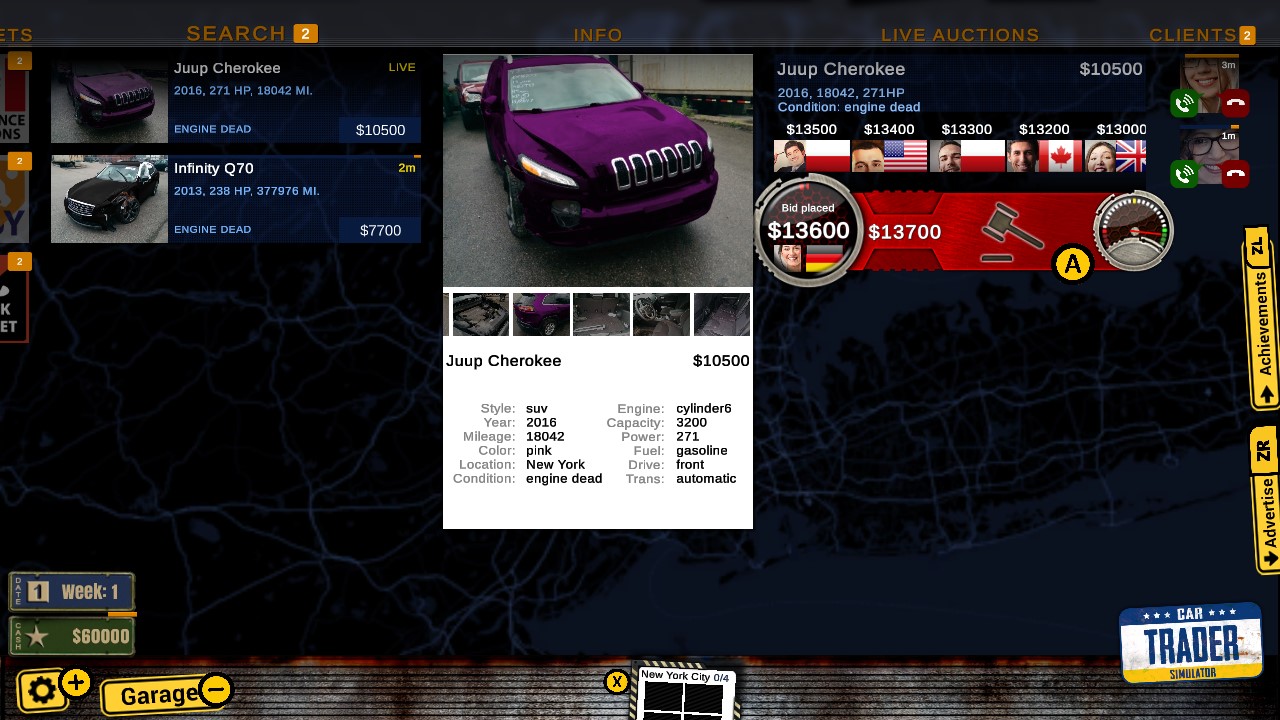 ETS
SEARCH 2
INFO
LIVE AUCTIONS
CLIENTS 2
2
NCE
ONS
2
Y
2
K
ET
Juup Cherokee LIVE
2016, 271 HP, 18042 MI.
ENGINE DEAD $10500
Infinity Q70 2m
2013, 238 HP, 377976 MI.
ENGINE DEAD $7700
Juup Cherokee $10500
Style: suv
Year: 2016
Mileage: 18042
Color: pink
Location: New York
Condition: engine dead
Engine: cylinder6
Capacity: 3200
Power: 271
Fuel: gasoline
Drive: front
Trans: automatic
Juup Cherokee $10500
2016, 18042, 271HP
Condition: engine dead
$13500 $13400 $13300 $13200 $13000
Bid placed
$13600
$13700
A
3m
1m
ZL
Achievements
ZR
Advertise
DATE 1 Week: 1
CASH $60000
+
Garage −
X
New York City 0/4
CAR
TRADER
SIMULATOR